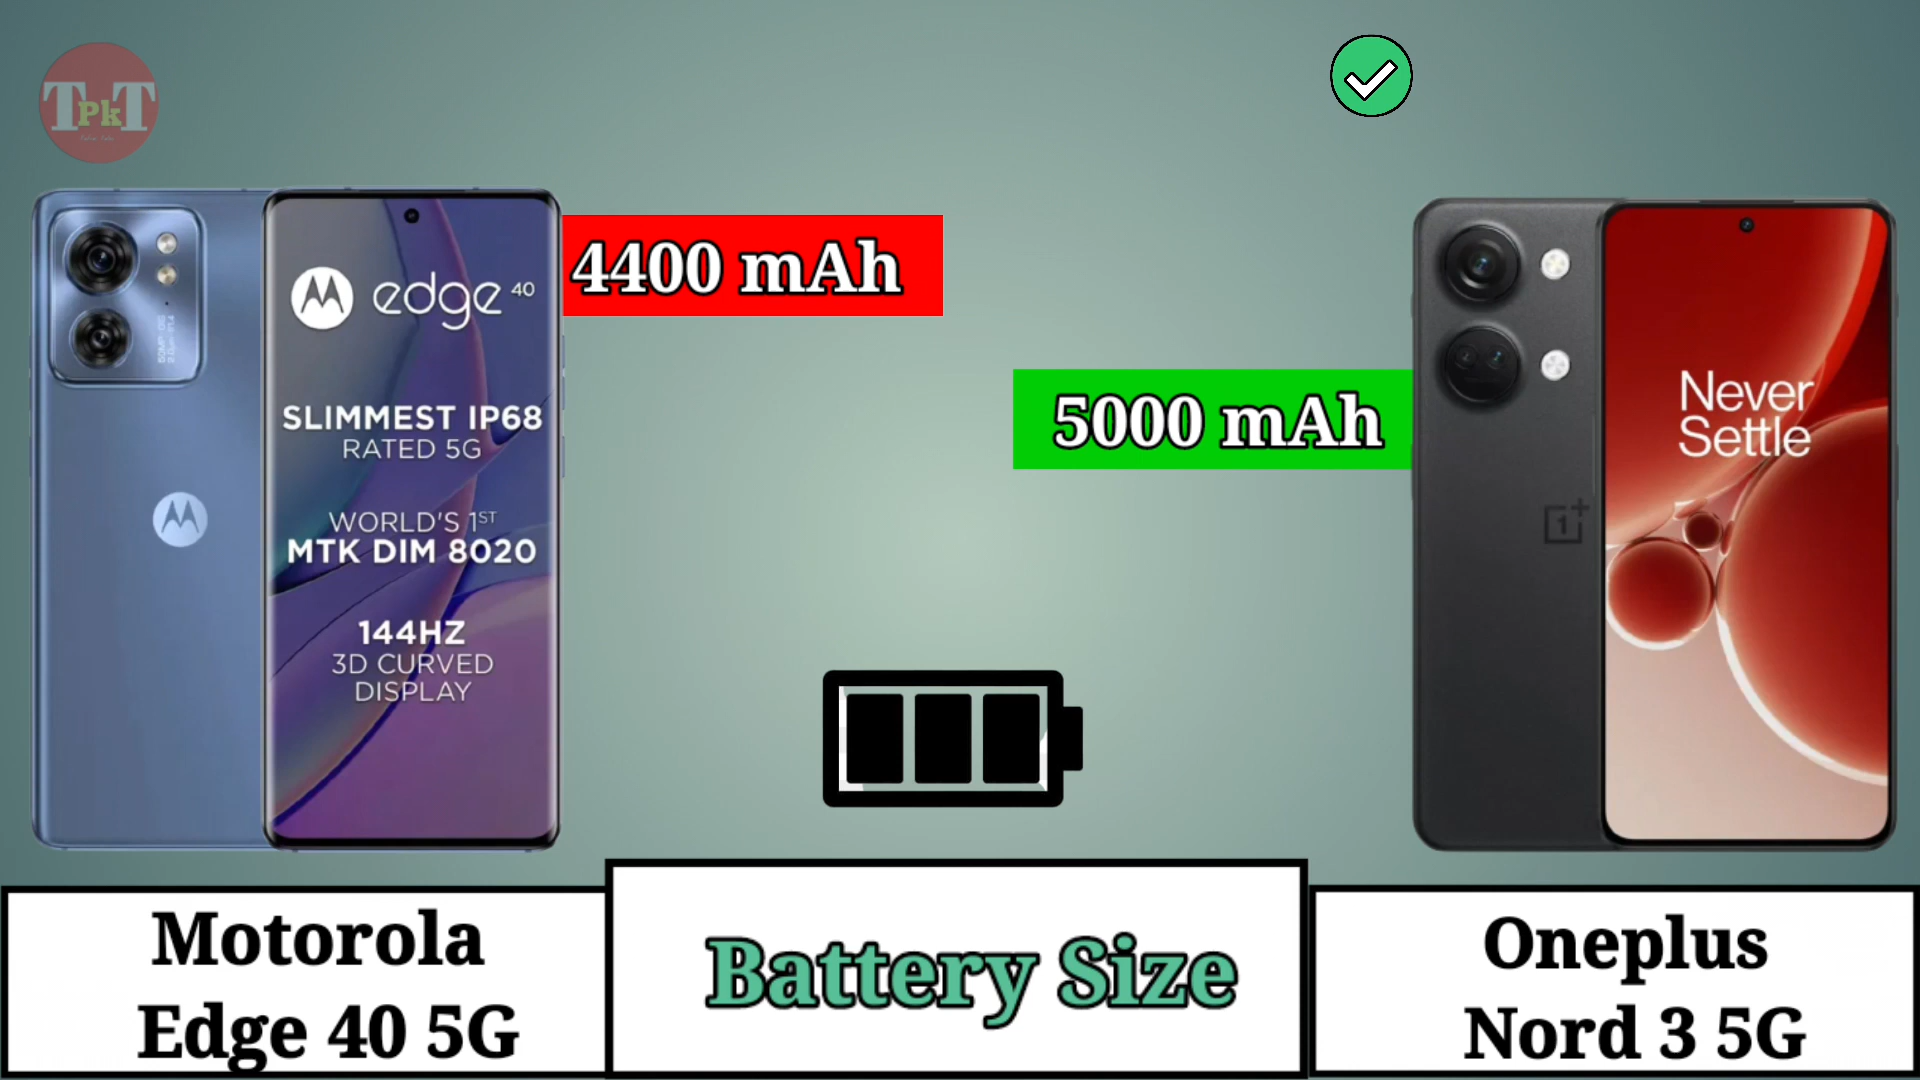 TPkT
4400 mAh
5000 mAh
edge 40
SLIMMEST IP68
RATED 5G
WORLD'S 1ST
MTK DIM 8020
144HZ
3D CURVED
DISPLAY
Never
Settle
Motorola
Edge 40 5G
Battery Size
Oneplus
Nord 3 5G